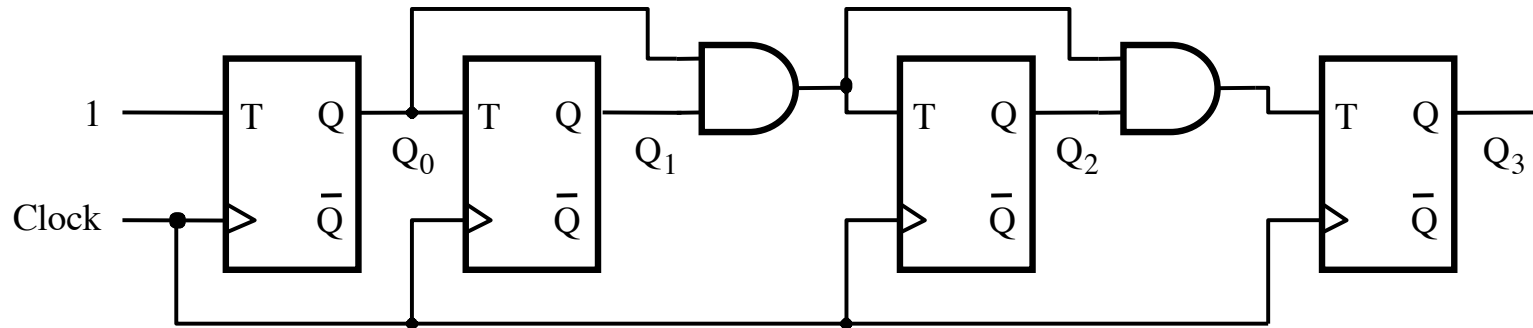 1 T Q T Q T Q T Q
Q₀ Q₁ Q₂ Q₃
Clock Q̅ Q̅ Q̅ Q̅